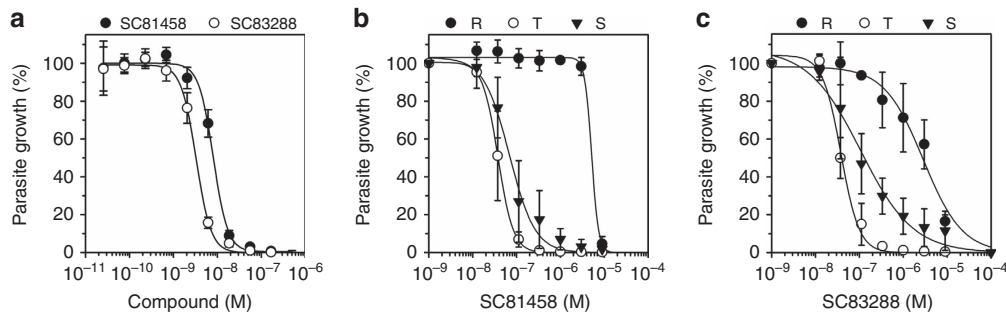 a
SC81458
SC83288
Parasite growth (%)
120
100
80
60
40
20
0
10⁻¹¹ 10⁻¹⁰ 10⁻⁹ 10⁻⁸ 10⁻⁷ 10⁻⁶
Compound (M)
b
R T S
Parasite growth (%)
120
100
80
60
40
20
0
10⁻⁹ 10⁻⁸ 10⁻⁷ 10⁻⁶ 10⁻⁵ 10⁻⁴
SC81458 (M)
c
R T S
Parasite growth (%)
120
100
80
60
40
20
0
10⁻⁹ 10⁻⁸ 10⁻⁷ 10⁻⁶ 10⁻⁵ 10⁻⁴
SC83288 (M)